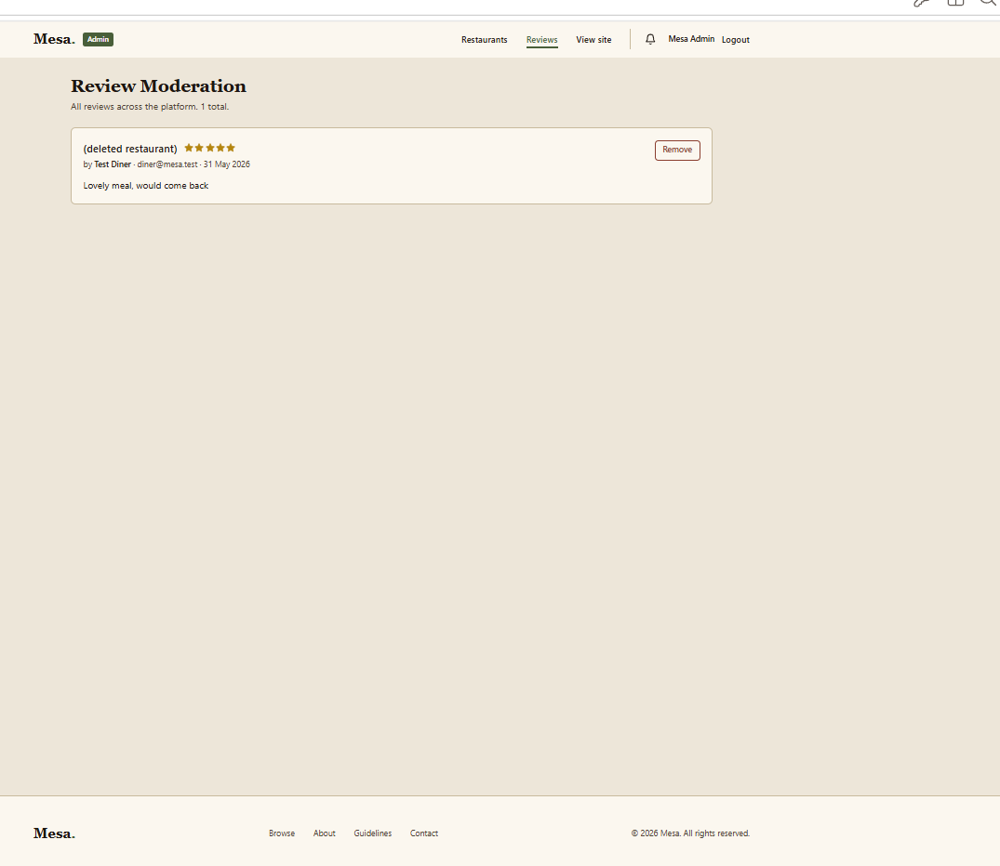 Mesa. Admin Restaurants Reviews View site Mesa Admin Logout
Review Moderation
All reviews across the platform. 1 total.
(deleted restaurant) ★★★★★ Remove
by Test Diner · diner@mesa.test · 31 May 2026
Lovely meal, would come back
Mesa. Browse About Guidelines Contact © 2026 Mesa. All rights reserved.